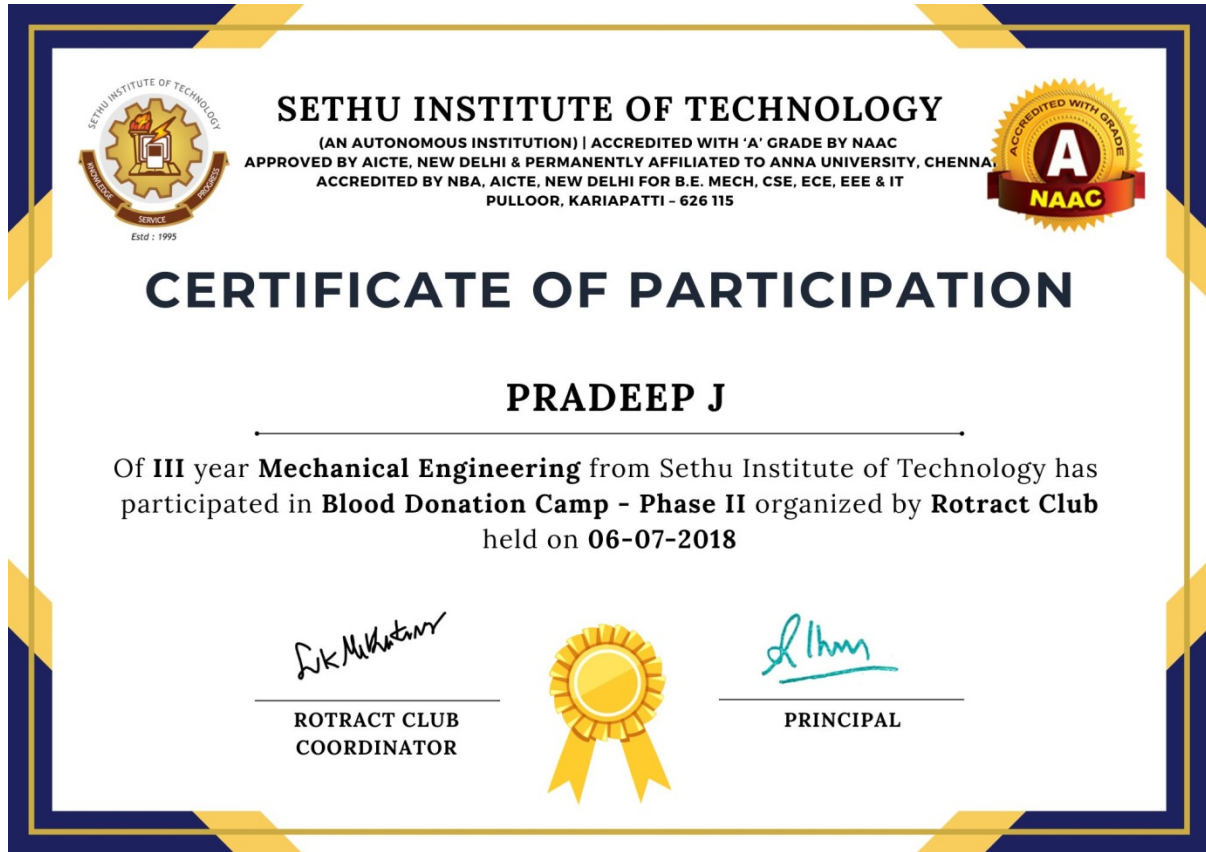 SETHU INSTITUTE OF TECHNOLOGY
KNOWLEDGE
SERVICE
PROGRESS
Estd : 1995
SETHU INSTITUTE OF TECHNOLOGY
(AN AUTONOMOUS INSTITUTION) | ACCREDITED WITH ‘A’ GRADE BY NAAC
APPROVED BY AICTE, NEW DELHI & PERMANENTLY AFFILIATED TO ANNA UNIVERSITY, CHENNA
ACCREDITED BY NBA, AICTE, NEW DELHI FOR B.E. MECH, CSE, ECE, EEE & IT
PULLOOR, KARIAPATTI – 626 115
ACCREDITED WITH GRADE
A
NAAC
CERTIFICATE OF PARTICIPATION
PRADEEP J
Of III year Mechanical Engineering from Sethu Institute of Technology has
participated in Blood Donation Camp - Phase II organized by Rotract Club
held on 06-07-2018
ROTRACT CLUB
COORDINATOR
PRINCIPAL